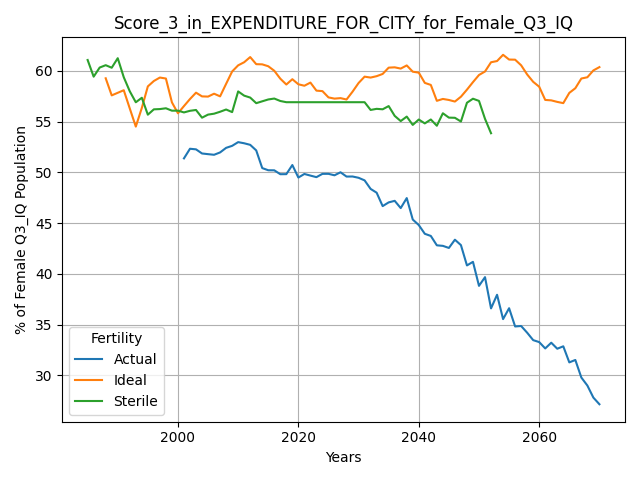 Score_3_in_EXPENDITURE_FOR_CITY_for_Female_Q3_IQ
% of Female Q3_IQ Population
60
55
50
45
40
35
30
Fertility
Actual
Ideal
Sterile
2000 2020 2040 2060
Years